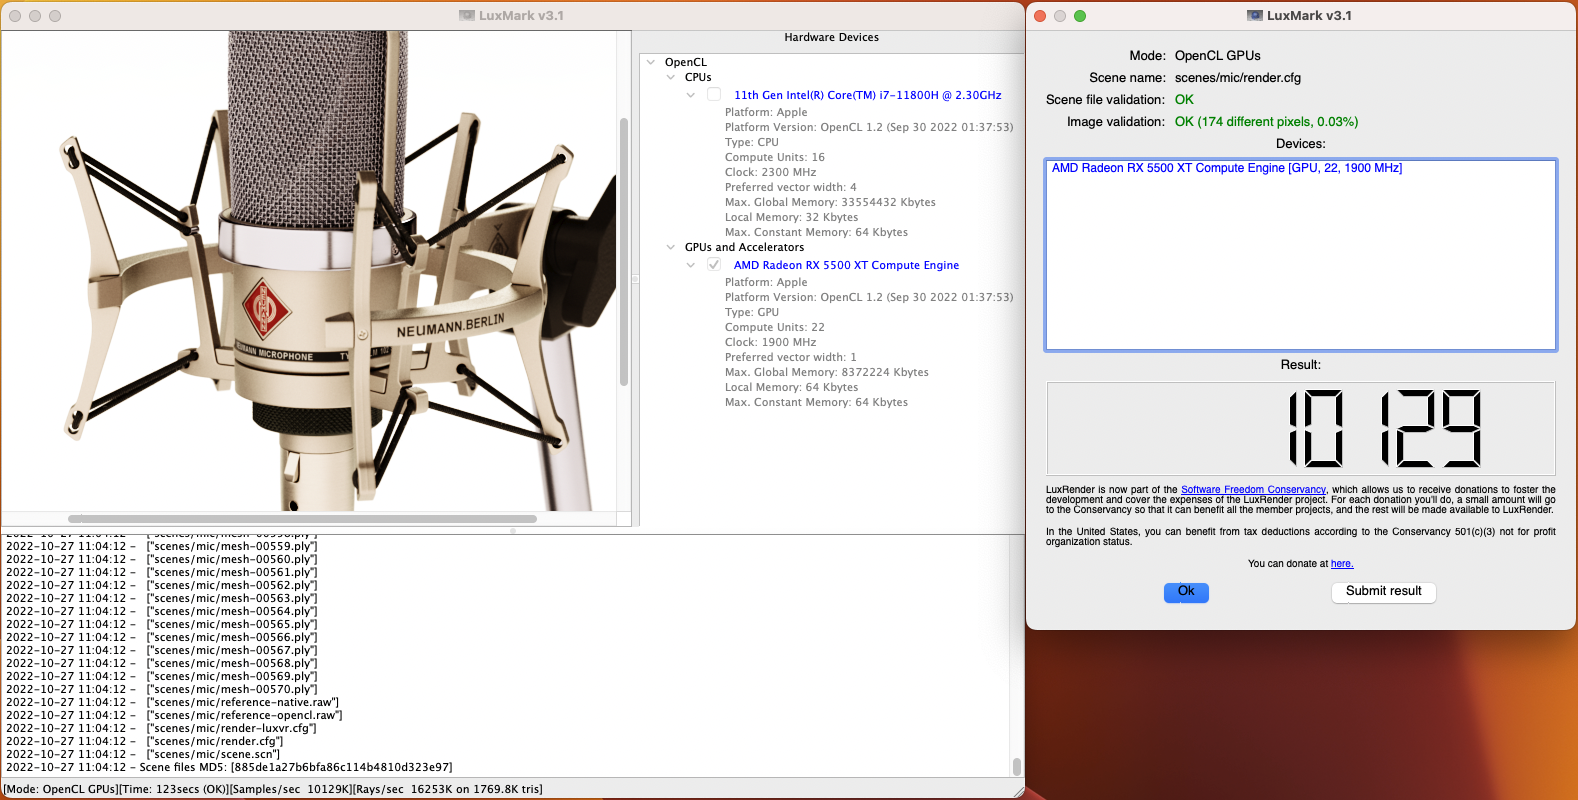 LuxMark v3.1
NEUMANN.BERLIN
NEUMANN MICROPHONE
Hardware Devices
OpenCL
CPUs
11th Gen Intel(R) Core(TM) i7-11800H @ 2.30GHz
Platform: Apple
Platform Version: OpenCL 1.2 (Sep 30 2022 01:37:53)
Type: CPU
Compute Units: 16
Clock: 2300 MHz
Preferred vector width: 4
Max. Global Memory: 33554432 Kbytes
Local Memory: 32 Kbytes
Max. Constant Memory: 64 Kbytes
GPUs and Accelerators
AMD Radeon RX 5500 XT Compute Engine
Platform: Apple
Platform Version: OpenCL 1.2 (Sep 30 2022 01:37:53)
Type: GPU
Compute Units: 22
Clock: 1900 MHz
Preferred vector width: 1
Max. Global Memory: 8372224 Kbytes
Local Memory: 64 Kbytes
Max. Constant Memory: 64 Kbytes
2022-10-27 11:04:12 - ["scenes/mic/mesh-00559.ply"]
2022-10-27 11:04:12 - ["scenes/mic/mesh-00560.ply"]
2022-10-27 11:04:12 - ["scenes/mic/mesh-00561.ply"]
2022-10-27 11:04:12 - ["scenes/mic/mesh-00562.ply"]
2022-10-27 11:04:12 - ["scenes/mic/mesh-00563.ply"]
2022-10-27 11:04:12 - ["scenes/mic/mesh-00564.ply"]
2022-10-27 11:04:12 - ["scenes/mic/mesh-00565.ply"]
2022-10-27 11:04:12 - ["scenes/mic/mesh-00566.ply"]
2022-10-27 11:04:12 - ["scenes/mic/mesh-00567.ply"]
2022-10-27 11:04:12 - ["scenes/mic/mesh-00568.ply"]
2022-10-27 11:04:12 - ["scenes/mic/mesh-00569.ply"]
2022-10-27 11:04:12 - ["scenes/mic/mesh-00570.ply"]
2022-10-27 11:04:12 - ["scenes/mic/reference-native.raw"]
2022-10-27 11:04:12 - ["scenes/mic/reference-opencl.raw"]
2022-10-27 11:04:12 - ["scenes/mic/render-luxvr.cfg"]
2022-10-27 11:04:12 - ["scenes/mic/render.cfg"]
2022-10-27 11:04:12 - ["scenes/mic/scene.scn"]
2022-10-27 11:04:12 - Scene files MD5: [885de1a27b6bfa86c114b4810d323e97]
[Mode: OpenCL GPUs][Time: 123secs (OK)][Samples/sec 10129K][Rays/sec 16253K on 1769.8K tris]
LuxMark v3.1
Mode: OpenCL GPUs
Scene name: scenes/mic/render.cfg
Scene file validation: OK
Image validation: OK (174 different pixels, 0.03%)
Devices:
AMD Radeon RX 5500 XT Compute Engine [GPU, 22, 1900 MHz]
Result:
10 129
LuxRender is now part of the Software Freedom Conservancy, which allows us to receive donations to foster the
development and cover the expenses of the LuxRender project. For each donation you'll do, a small amount will go
to the Conservancy so that it can benefit all the member projects, and the rest will be made available to LuxRender.
In the United States, you can benefit from tax deductions according to the Conservancy 501(c)(3) not for profit
organization status.
You can donate at here.
Ok
Submit result